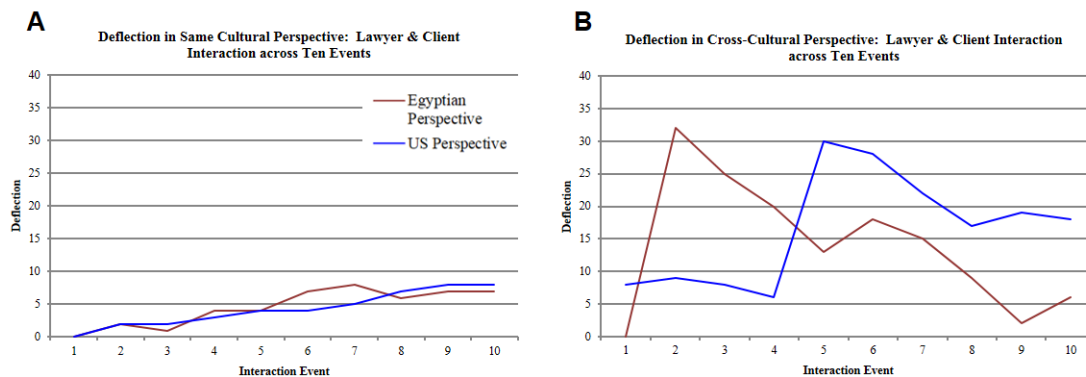 A
Deflection in Same Cultural Perspective: Lawyer & Client
Interaction across Ten Events
40
35
30
25
20
15
10
5
0
Deflection
Egyptian
Perspective
US Perspective
1 2 3 4 5 6 7 8 9 10
Interaction Event
B
Deflection in Cross-Cultural Perspective: Lawyer & Client Interaction
across Ten Events
40
35
30
25
20
15
10
5
0
Deflection
1 2 3 4 5 6 7 8 9 10
Interaction Event